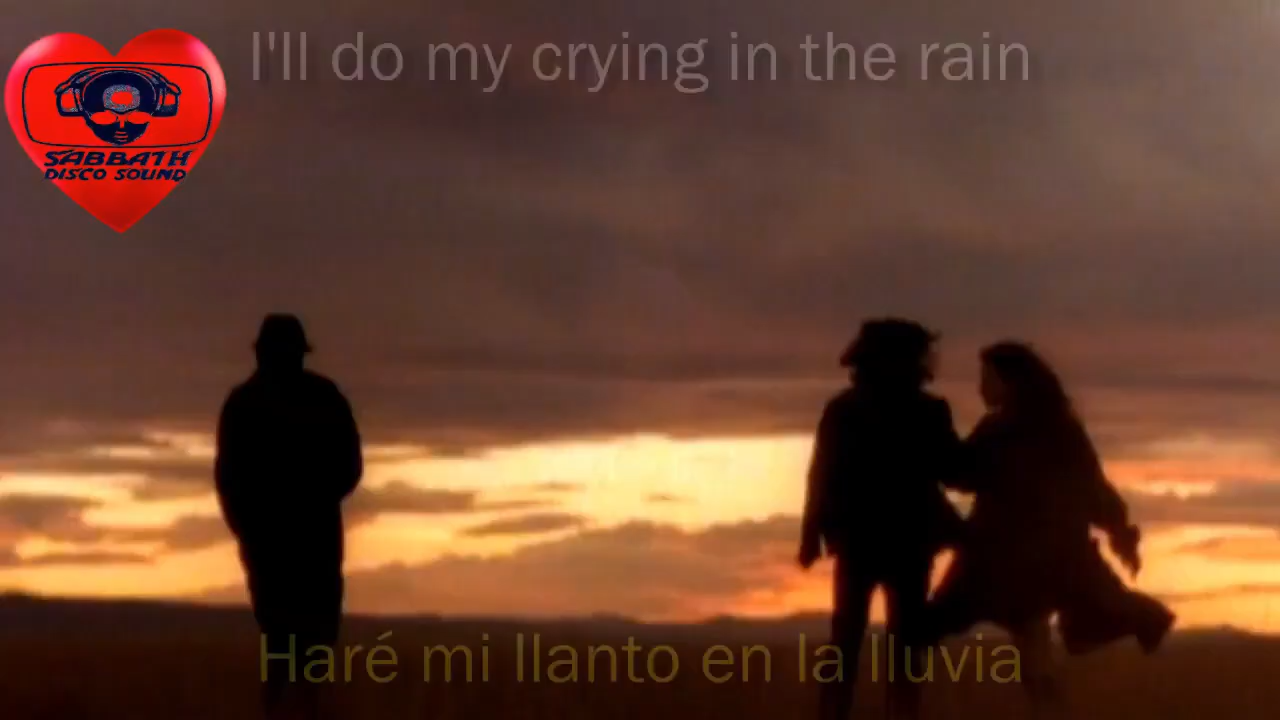 I'll do my crying in the rain
SABBATH
DISCO SOUND
Haré mi llanto en la lluvia